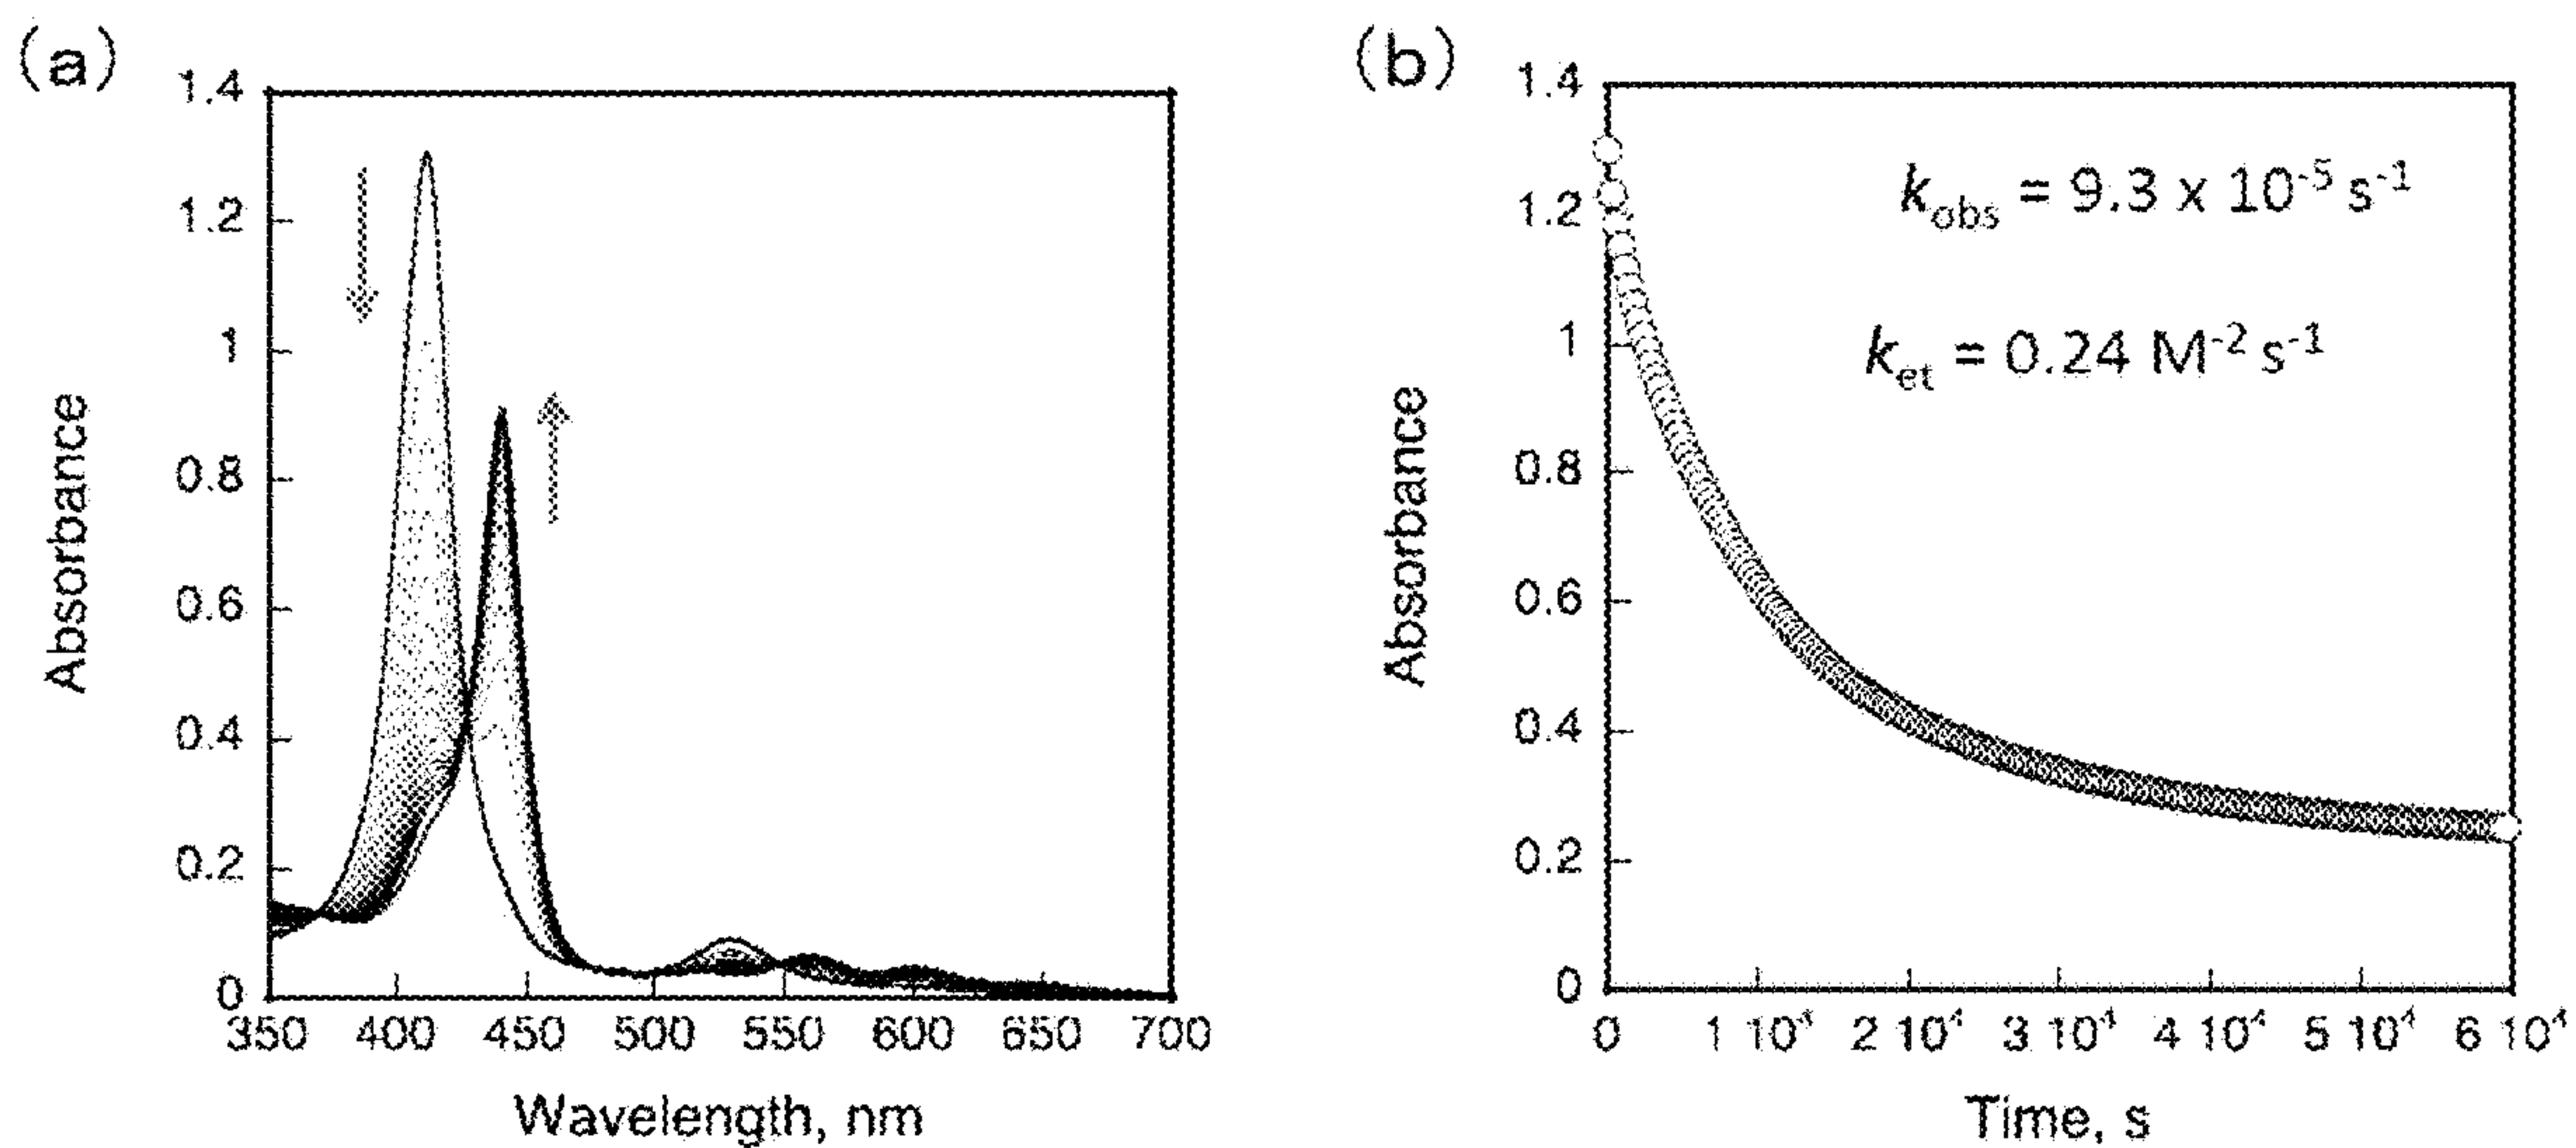 (a)
1.4
1.2
1
0.8
0.6
0.4
0.2
0
Absorbance
350 400 450 500 550 600 650 700
Wavelength, nm
(b)
1.4
1.2
1
0.8
0.6
0.4
0.2
0
Absorbance
k_obs = 9.3 x 10⁻⁵ s⁻¹
k_et = 0.24 M⁻² s⁻¹
0 1 10⁴ 2 10⁴ 3 10⁴ 4 10⁴ 5 10⁴ 6 10⁴
Time, s